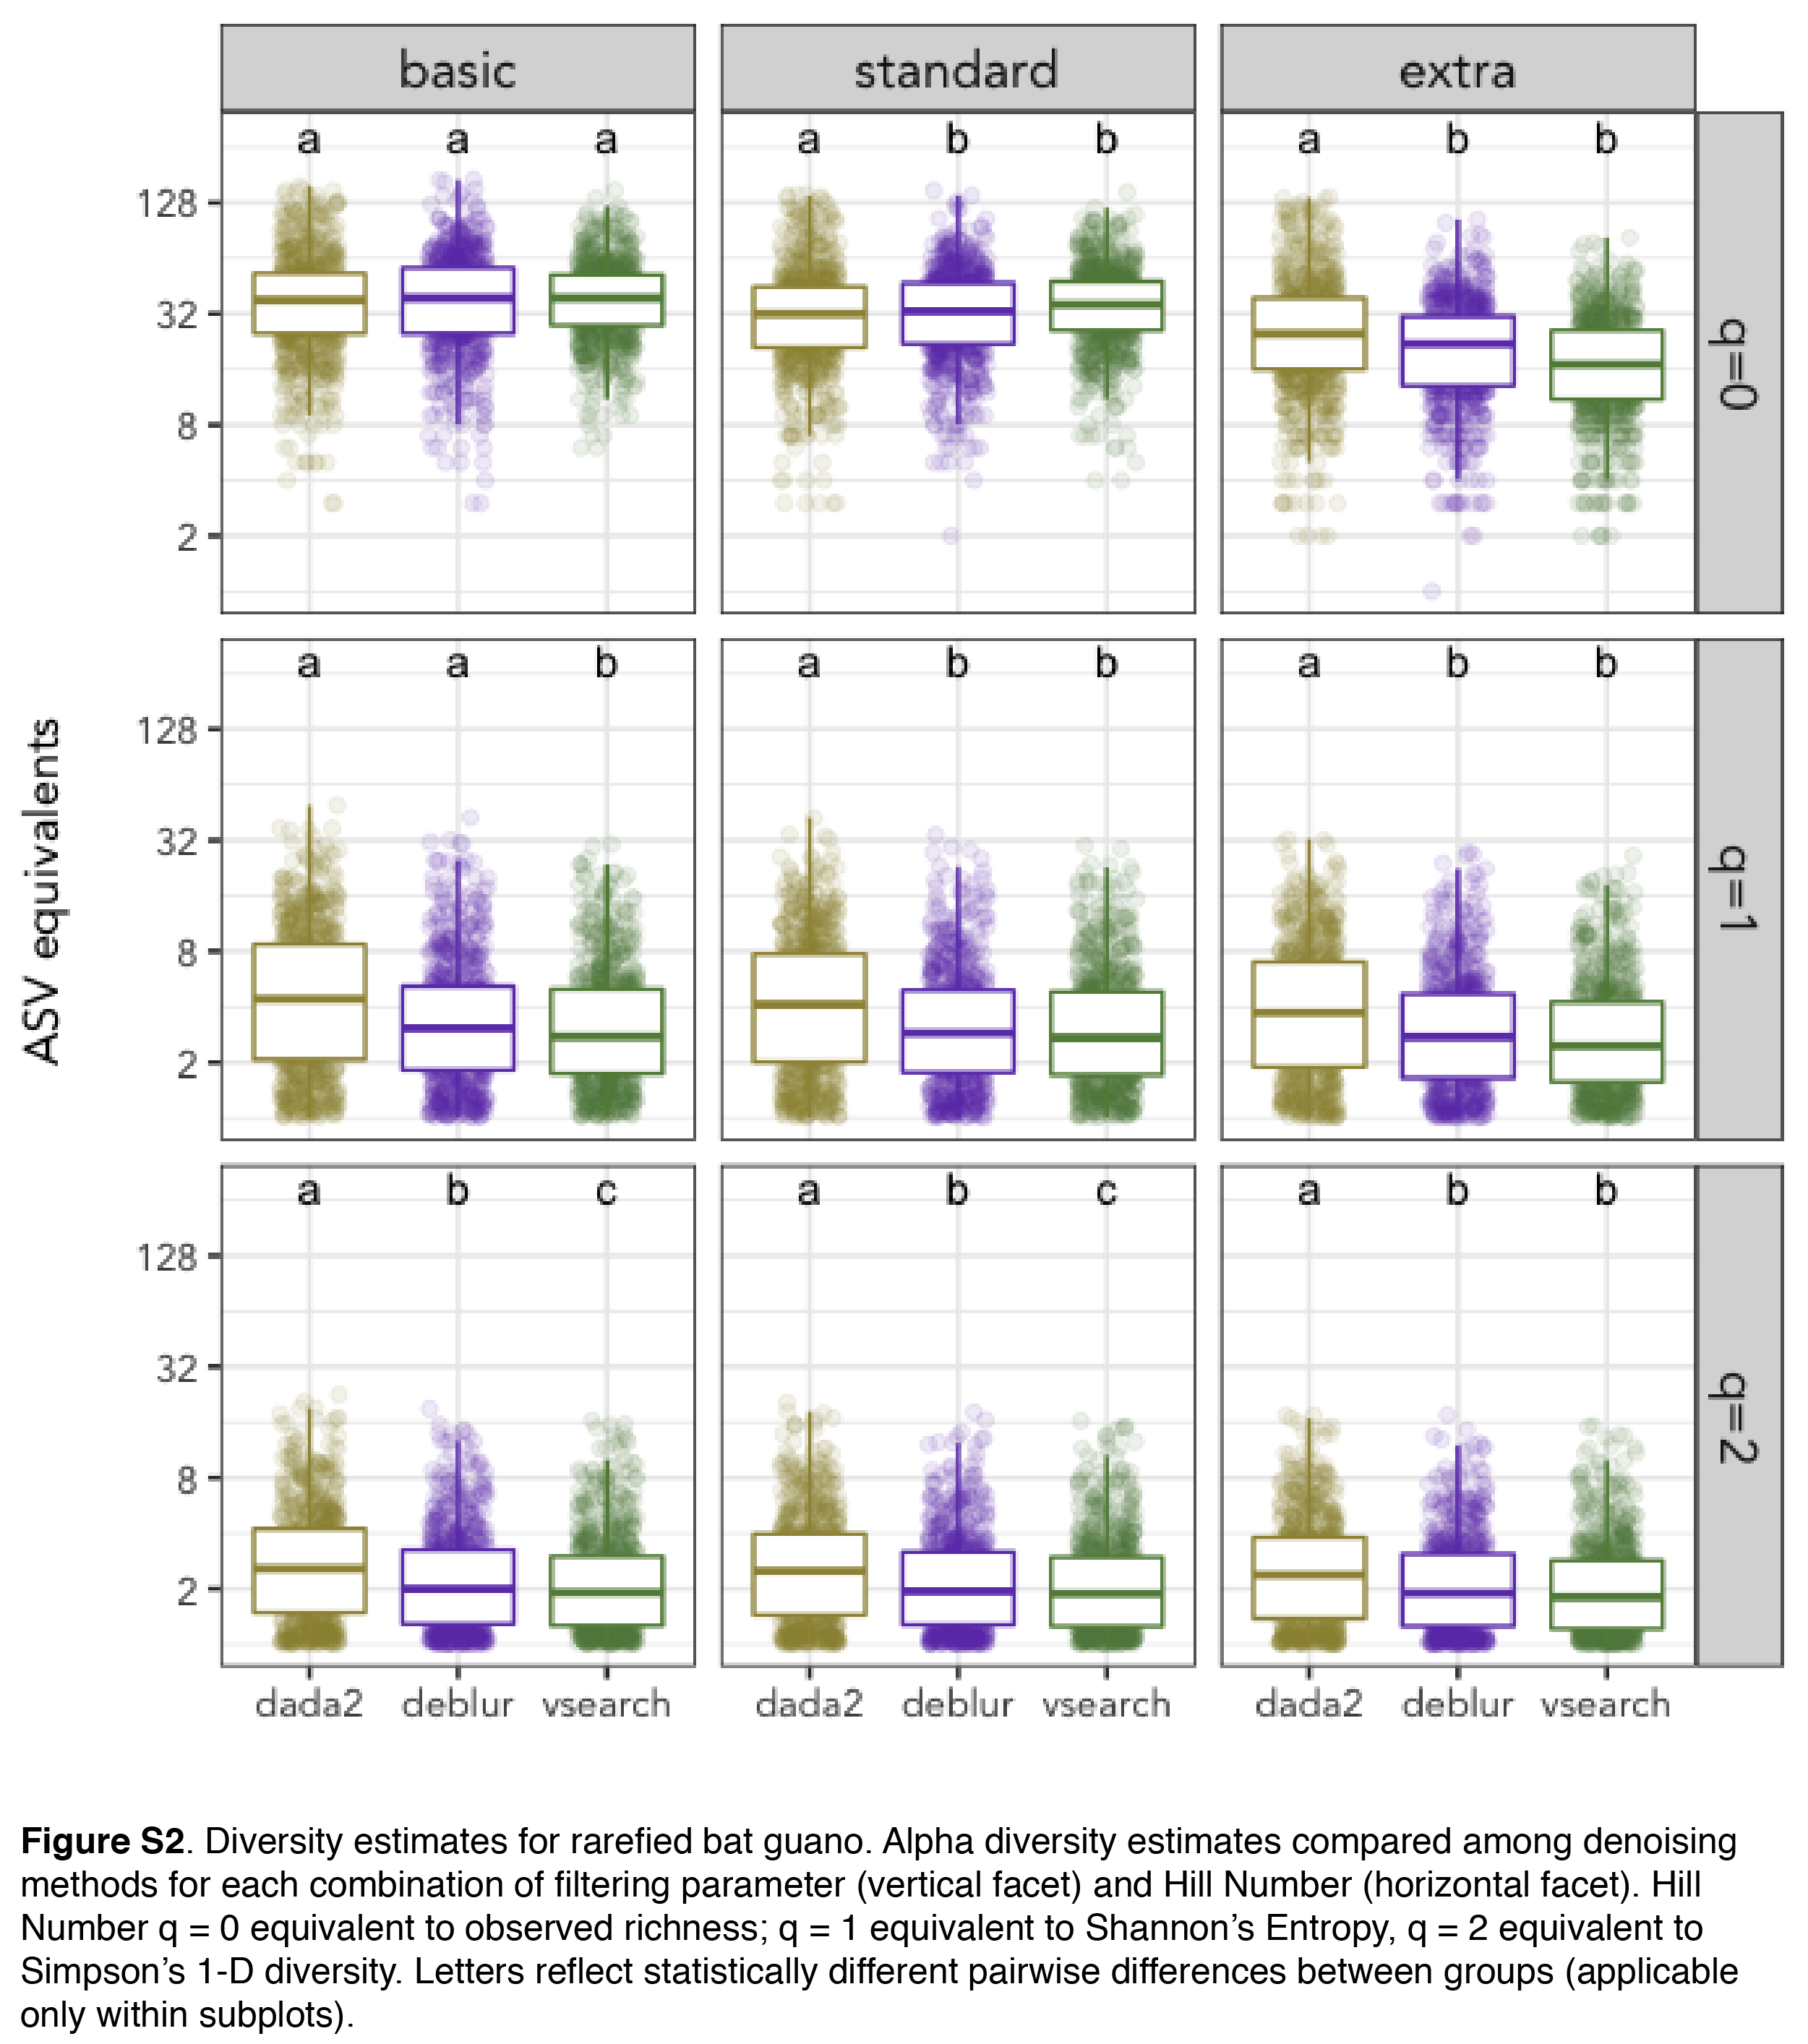 basic standard extra
a a a a b b a b b
128
32
8
2
q=0
a a b a b b a b b
128
32
8
2
q=1
ASV equivalents
a b c a b c a b b
128
32
8
2
q=2
dada2 deblur vsearch dada2 deblur vsearch dada2 deblur vsearch
Figure S2. Diversity estimates for rarefied bat guano. Alpha diversity estimates compared among denoising
methods for each combination of filtering parameter (vertical facet) and Hill Number (horizontal facet). Hill
Number q = 0 equivalent to observed richness; q = 1 equivalent to Shannon’s Entropy, q = 2 equivalent to
Simpson’s 1-D diversity. Letters reflect statistically different pairwise differences between groups (applicable
only within subplots).